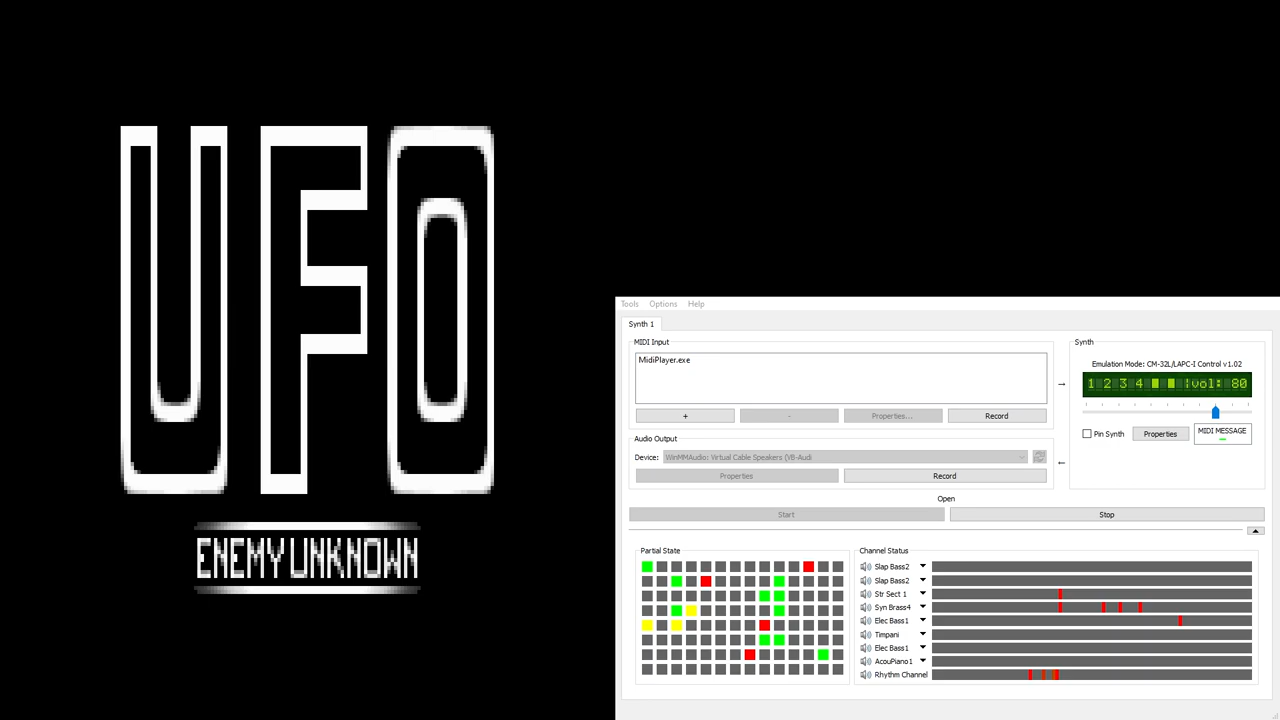 UFO
ENEMY UNKNOWN
Tools Options Help
Synth 1
MIDI Input
MidiPlayer.exe
+ - Properties... Record
Audio Output
Device: WinMMAudio: Virtual Cable Speakers (VB-Audi
Properties Record
Synth
Emulation Mode: CM-32L/LAPC-I Control v1.02
1 2 3 4 |vol: 80
Pin Synth Properties MIDI MESSAGE
Open
Start Stop
Partial State
Channel Status
Slap Bass2
Slap Bass2
Str Sect 1
Syn Brass4
Elec Bass1
Timpani
Elec Bass1
AcouPiano1
Rhythm Channel